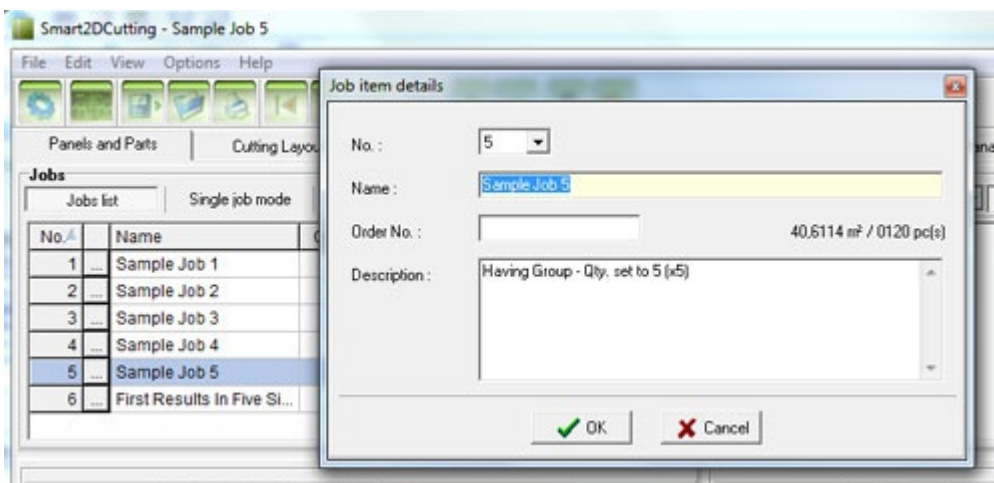 Smart2DCutting - Sample Job 5
File Edit View Options Help
Panels and Parts
Cutting Layou
Jobs
Jobs list
Single job mode
No. Name
1 ... Sample Job 1
2 ... Sample Job 2
3 ... Sample Job 3
4 ... Sample Job 4
5 ... Sample Job 5
6 ... First Results In Five Si...
Job item details
No. : 5
Name : Sample Job 5
Order No. : 40,6114 m² / 0120 pc(s)
Description : Having Group - Qty. set to 5 (x5)
OK Cancel